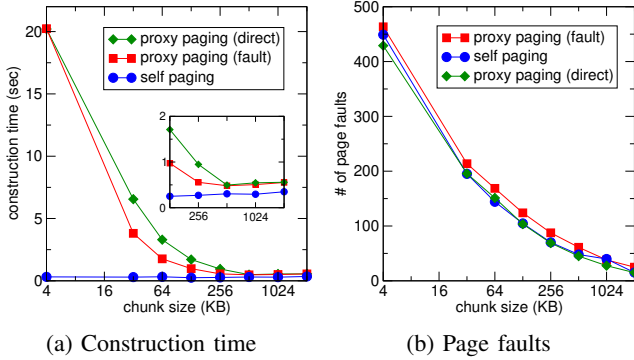 20
15
10
5
0
construction time (sec)
proxy paging (direct)
proxy paging (fault)
self paging
2
1
0
256 1024
4 16 64 256 1024
chunk size (KB)
(a) Construction time
500
400
300
200
100
0
# of page faults
proxy paging (fault)
self paging
proxy paging (direct)
4 16 64 256 1024
chunk size (KB)
(b) Page faults